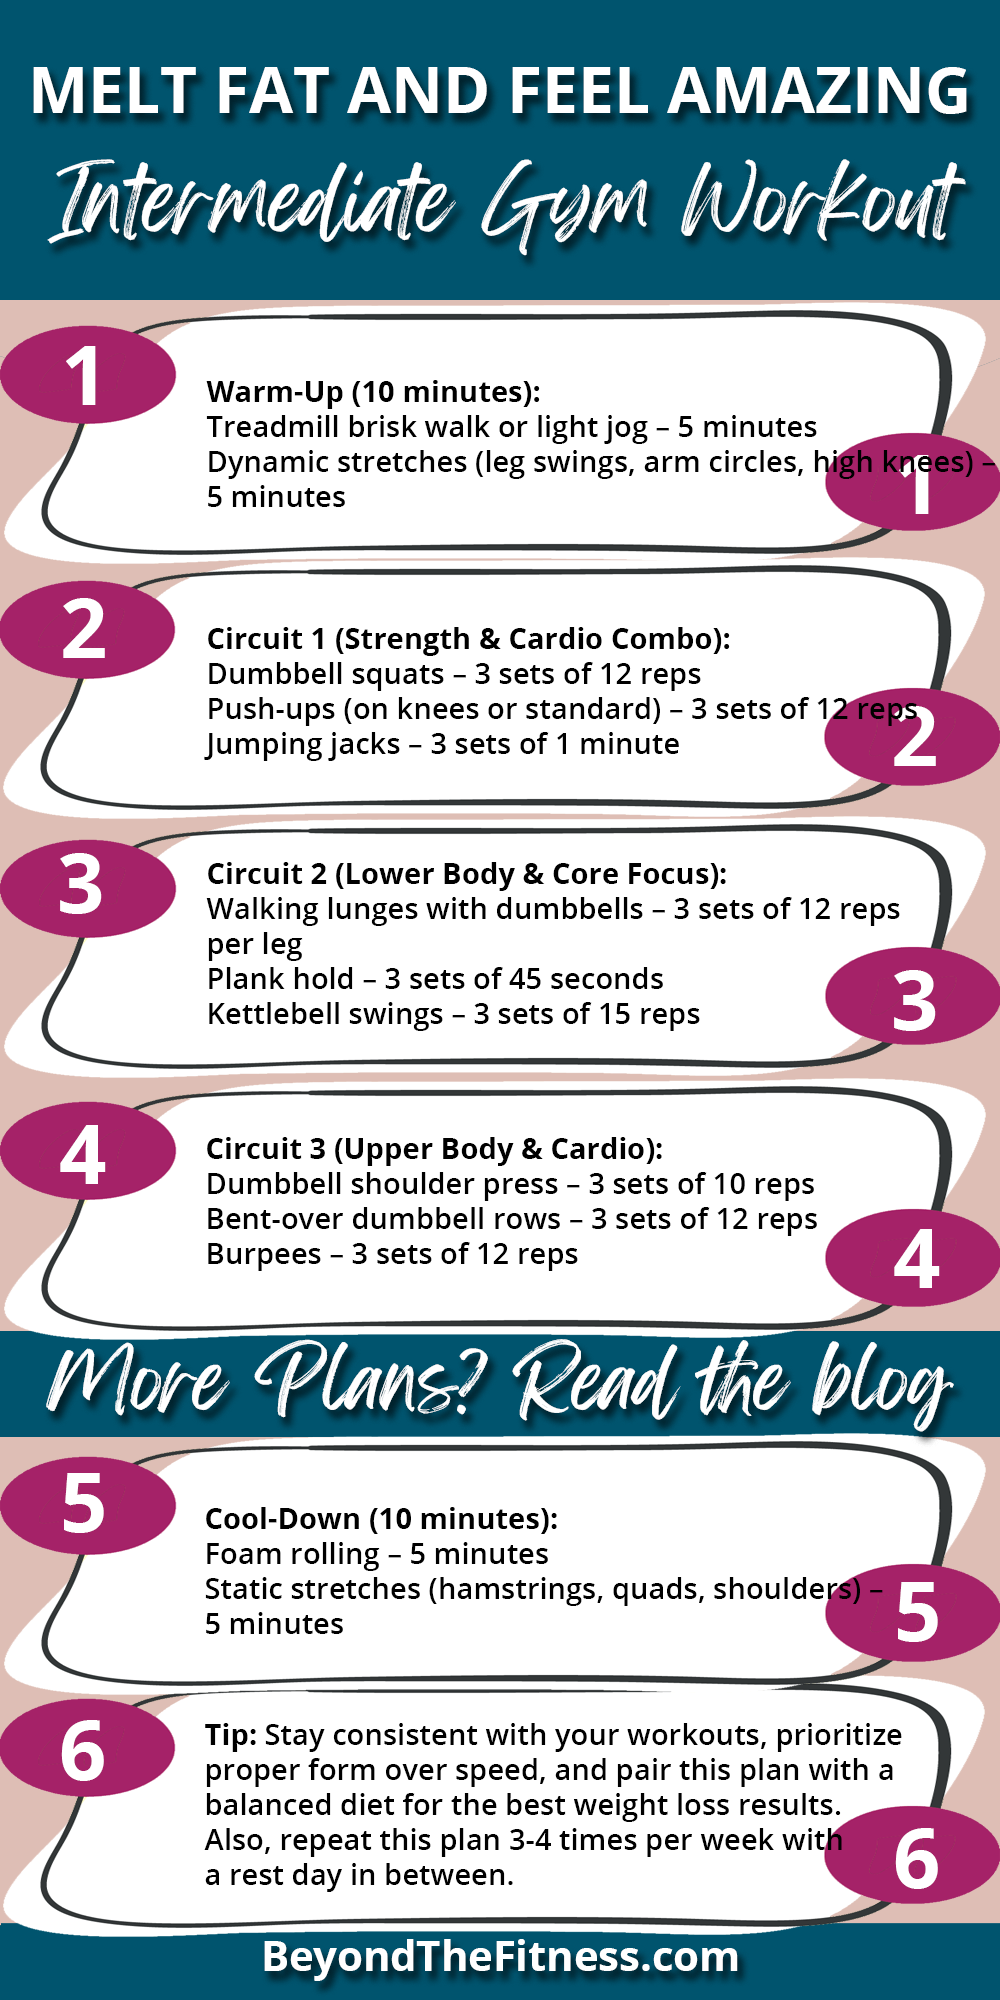 MELT FAT AND FEEL AMAZING
Intermediate Gym Workout
1
Warm-Up (10 minutes):
Treadmill brisk walk or light jog – 5 minutes
Dynamic stretches (leg swings, arm circles, high knees) –
5 minutes
1
2
Circuit 1 (Strength & Cardio Combo):
Dumbbell squats – 3 sets of 12 reps
Push-ups (on knees or standard) – 3 sets of 12 reps
Jumping jacks – 3 sets of 1 minute
2
3
Circuit 2 (Lower Body & Core Focus):
Walking lunges with dumbbells – 3 sets of 12 reps
per leg
Plank hold – 3 sets of 45 seconds
Kettlebell swings – 3 sets of 15 reps
3
4
Circuit 3 (Upper Body & Cardio):
Dumbbell shoulder press – 3 sets of 10 reps
Bent-over dumbbell rows – 3 sets of 12 reps
Burpees – 3 sets of 12 reps
4
More Plans? Read the blog
5
Cool-Down (10 minutes):
Foam rolling – 5 minutes
Static stretches (hamstrings, quads, shoulders) –
5 minutes
5
6
Tip: Stay consistent with your workouts, prioritize
proper form over speed, and pair this plan with a
balanced diet for the best weight loss results.
Also, repeat this plan 3-4 times per week with
a rest day in between.
6
BeyondTheFitness.com